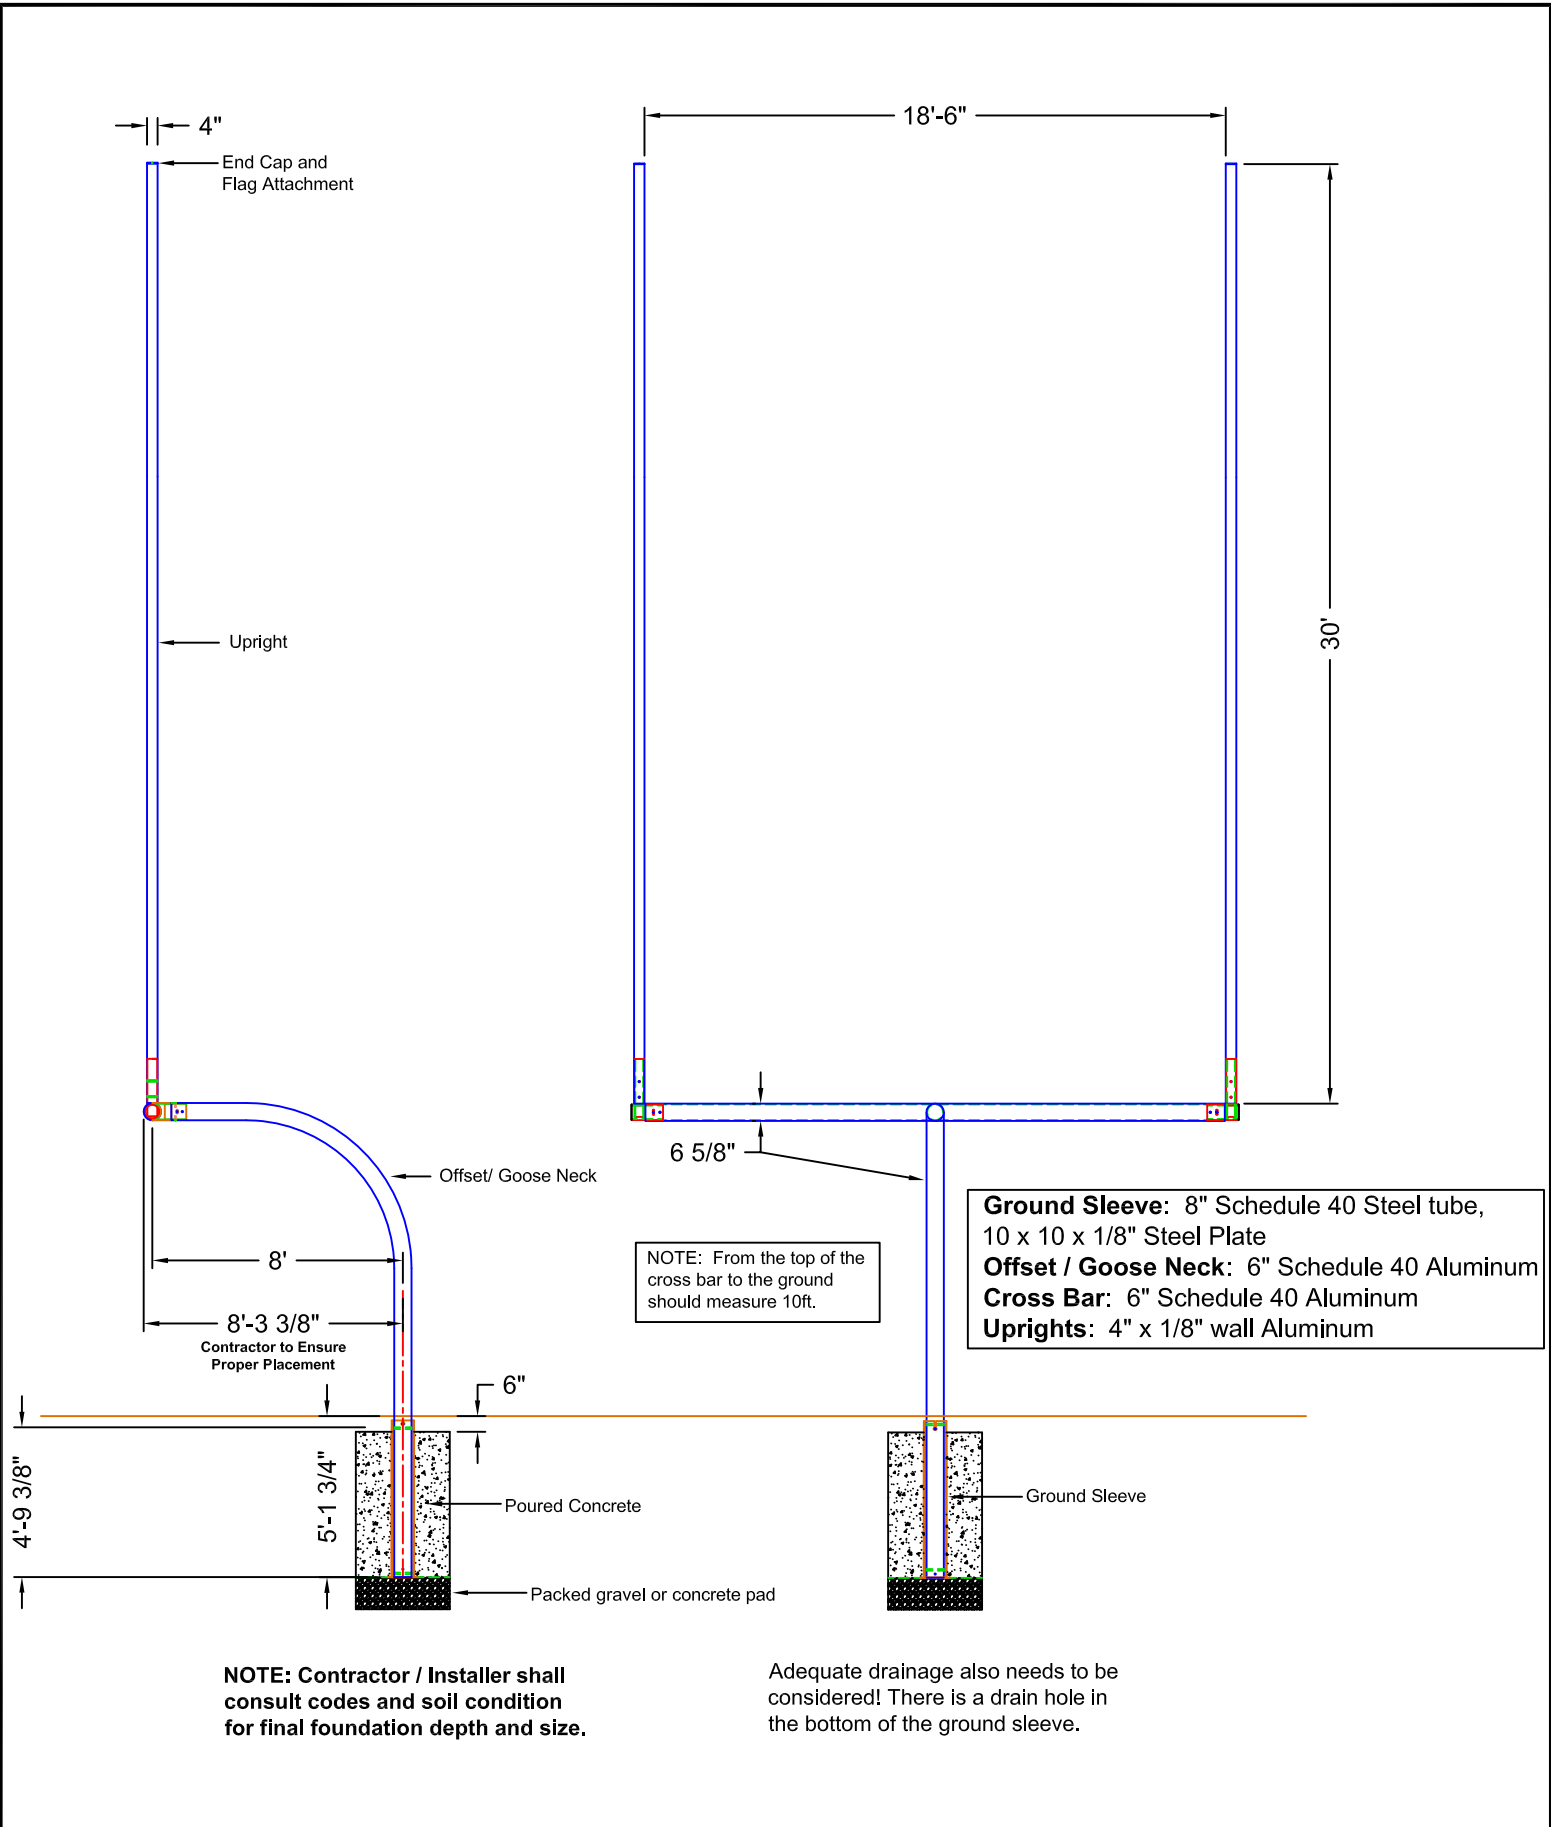 18'-6"
4"
End Cap and
Flag Attachment
30'
Upright
6 5/8"
Offset/ Goose Neck
Ground Sleeve:  8" Schedule 40 Steel tube,
10 x 10 x 1/8" Steel Plate
Offset / Goose Neck:  6" Schedule 40 Aluminum
Cross Bar:  6" Schedule 40 Aluminum
Uprights:  4" x 1/8" wall Aluminum
8'
NOTE:  From the top of the
cross bar to the ground
should measure 10ft.
8'-3 3/8"
Contractor to Ensure
Proper Placement
6"
4'-9 3/8"
5'-1 3/4"
Poured Concrete
Ground Sleeve
Packed gravel or concrete pad
NOTE: Contractor / Installer shall
consult codes and soil condition
for final foundation depth and size.
Adequate drainage also needs to be
considered! There is a drain hole in
the bottom of the ground sleeve.